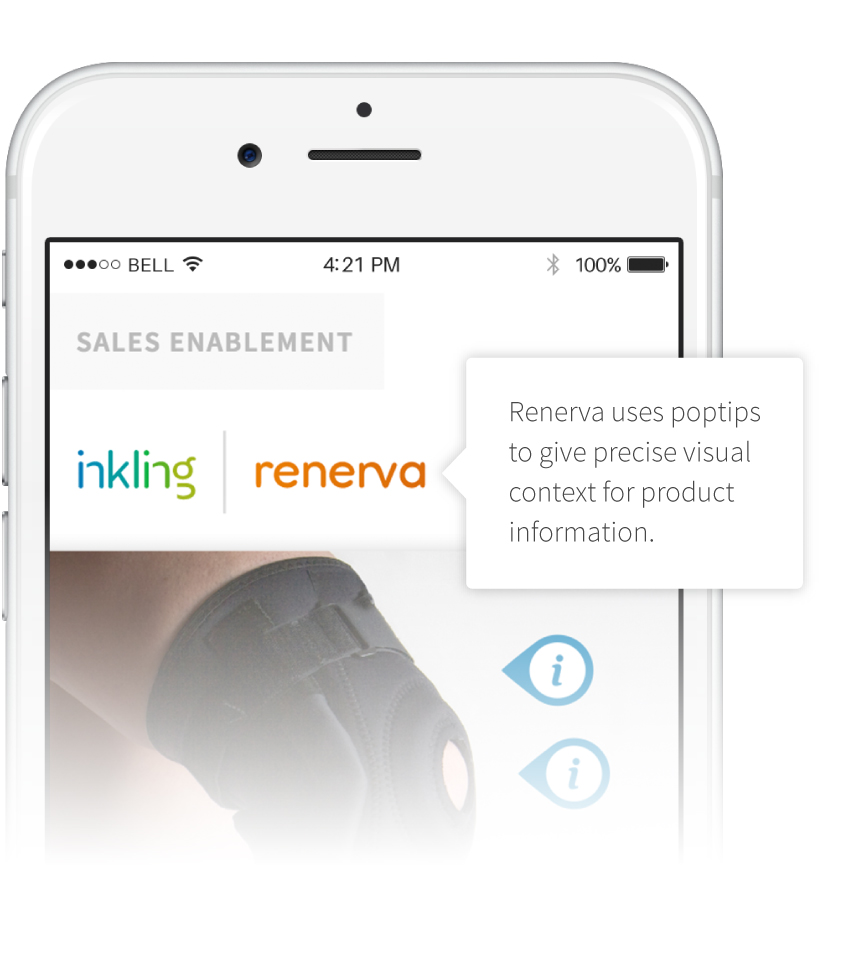 BELL 4:21 PM 100%
SALES ENABLEMENT
inkling | renerva
Renerva uses poptips
to give precise visual
context for product
information.
i
i